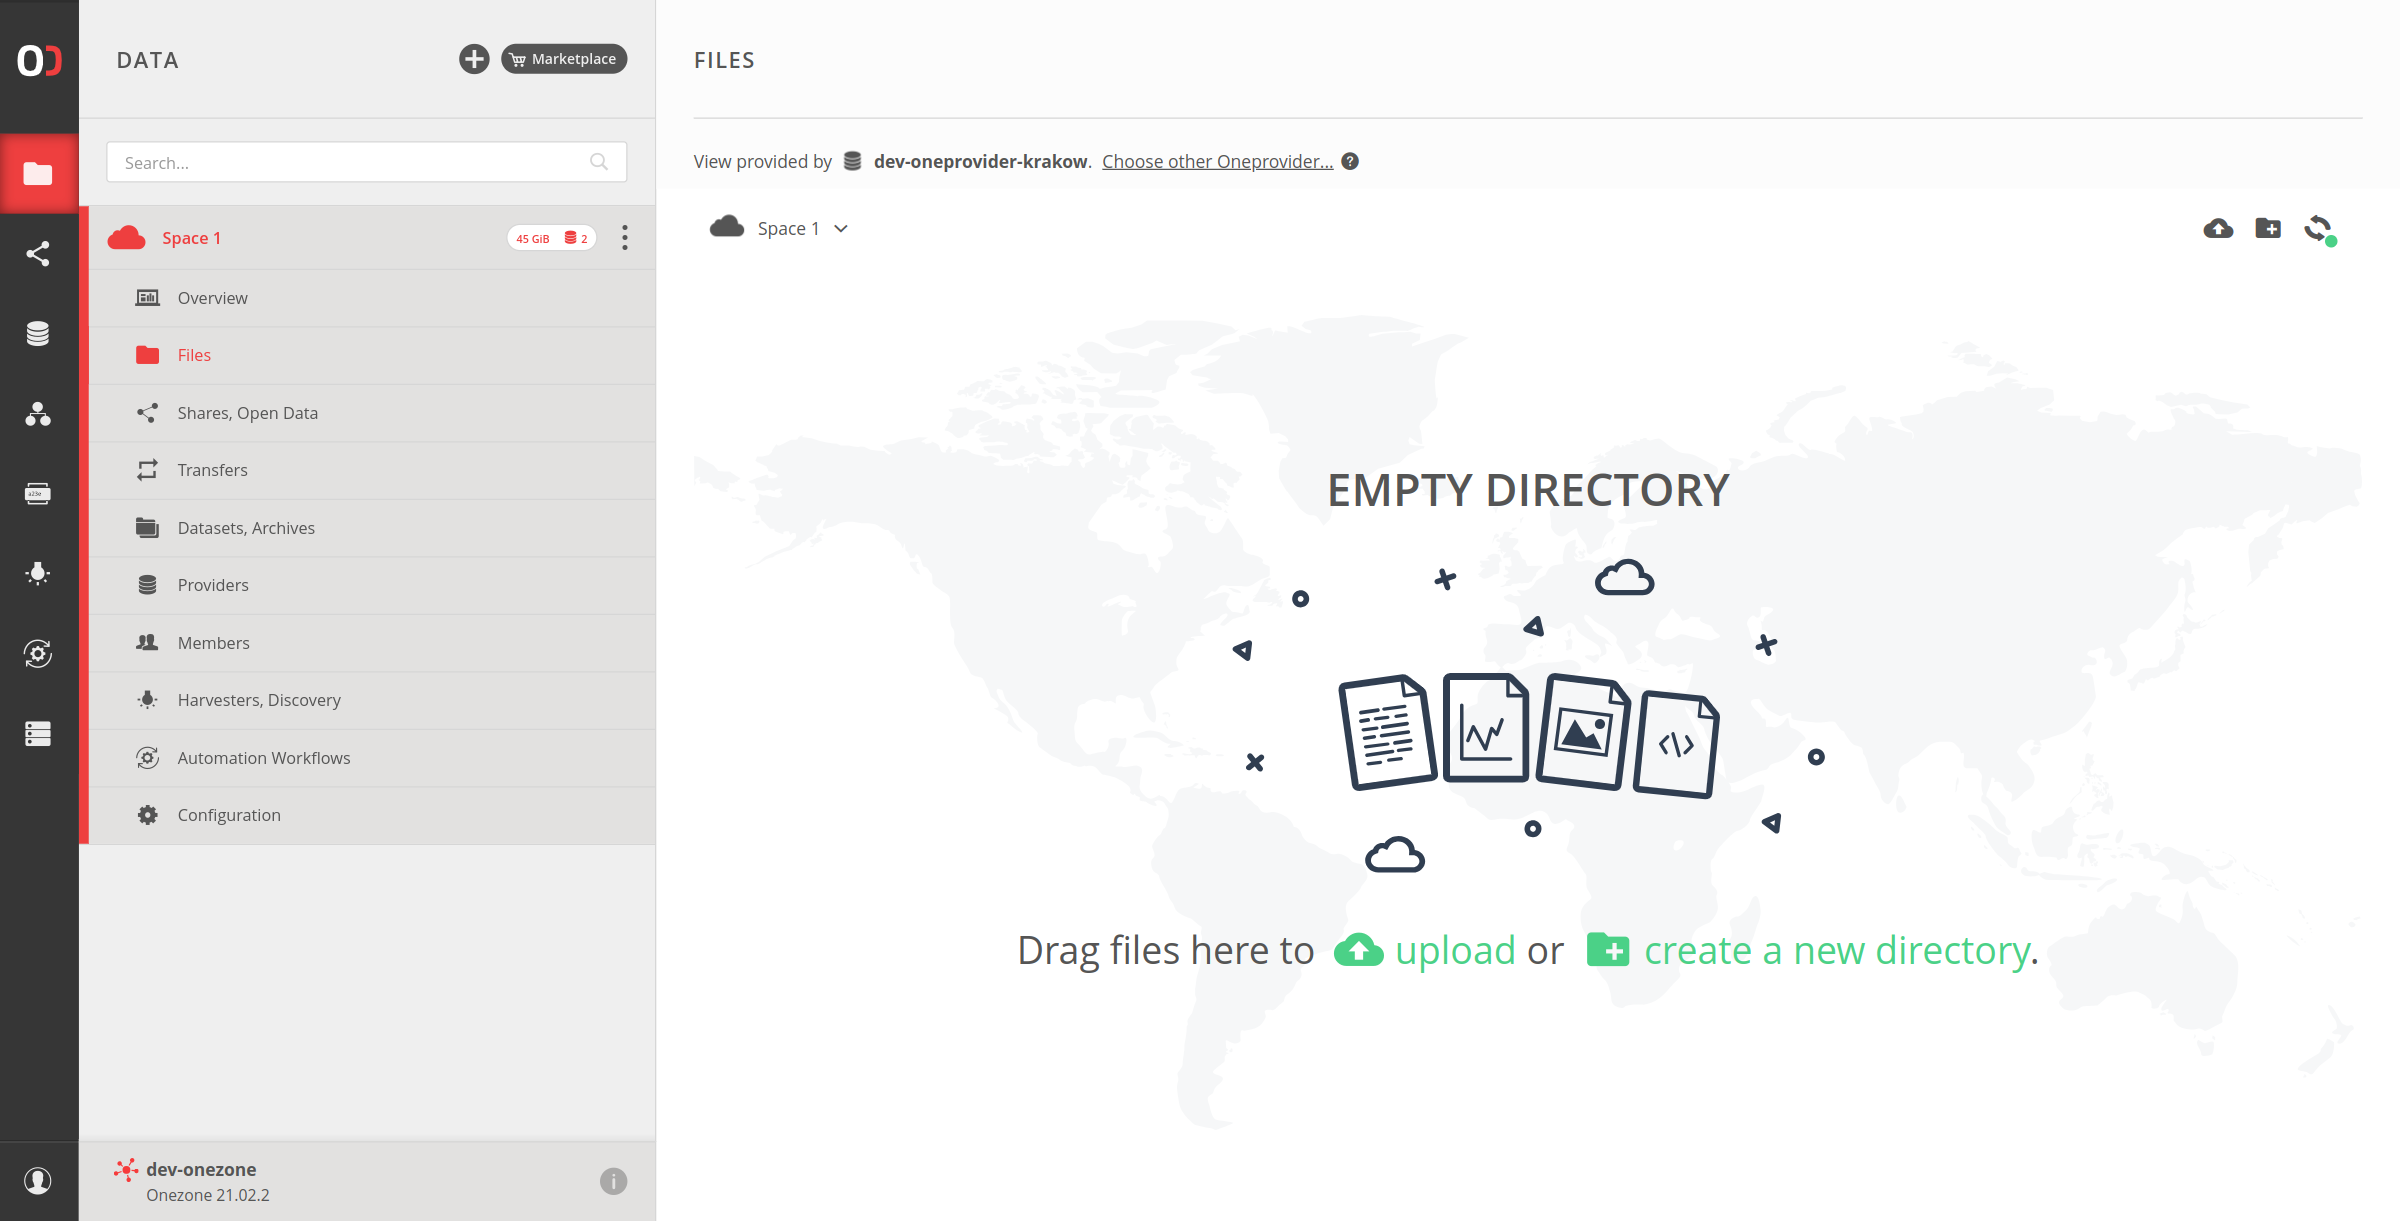 DATA
Marketplace
Search...
Space 1
45 GiB 2
Overview
Files
Shares, Open Data
Transfers
Datasets, Archives
Providers
Members
Harvesters, Discovery
Automation Workflows
Configuration
dev-onezone
Onezone 21.02.2
FILES
View provided by dev-oneprovider-krakow. Choose other Oneprovider... ?
Space 1
EMPTY DIRECTORY
Drag files here to upload or create a new directory.